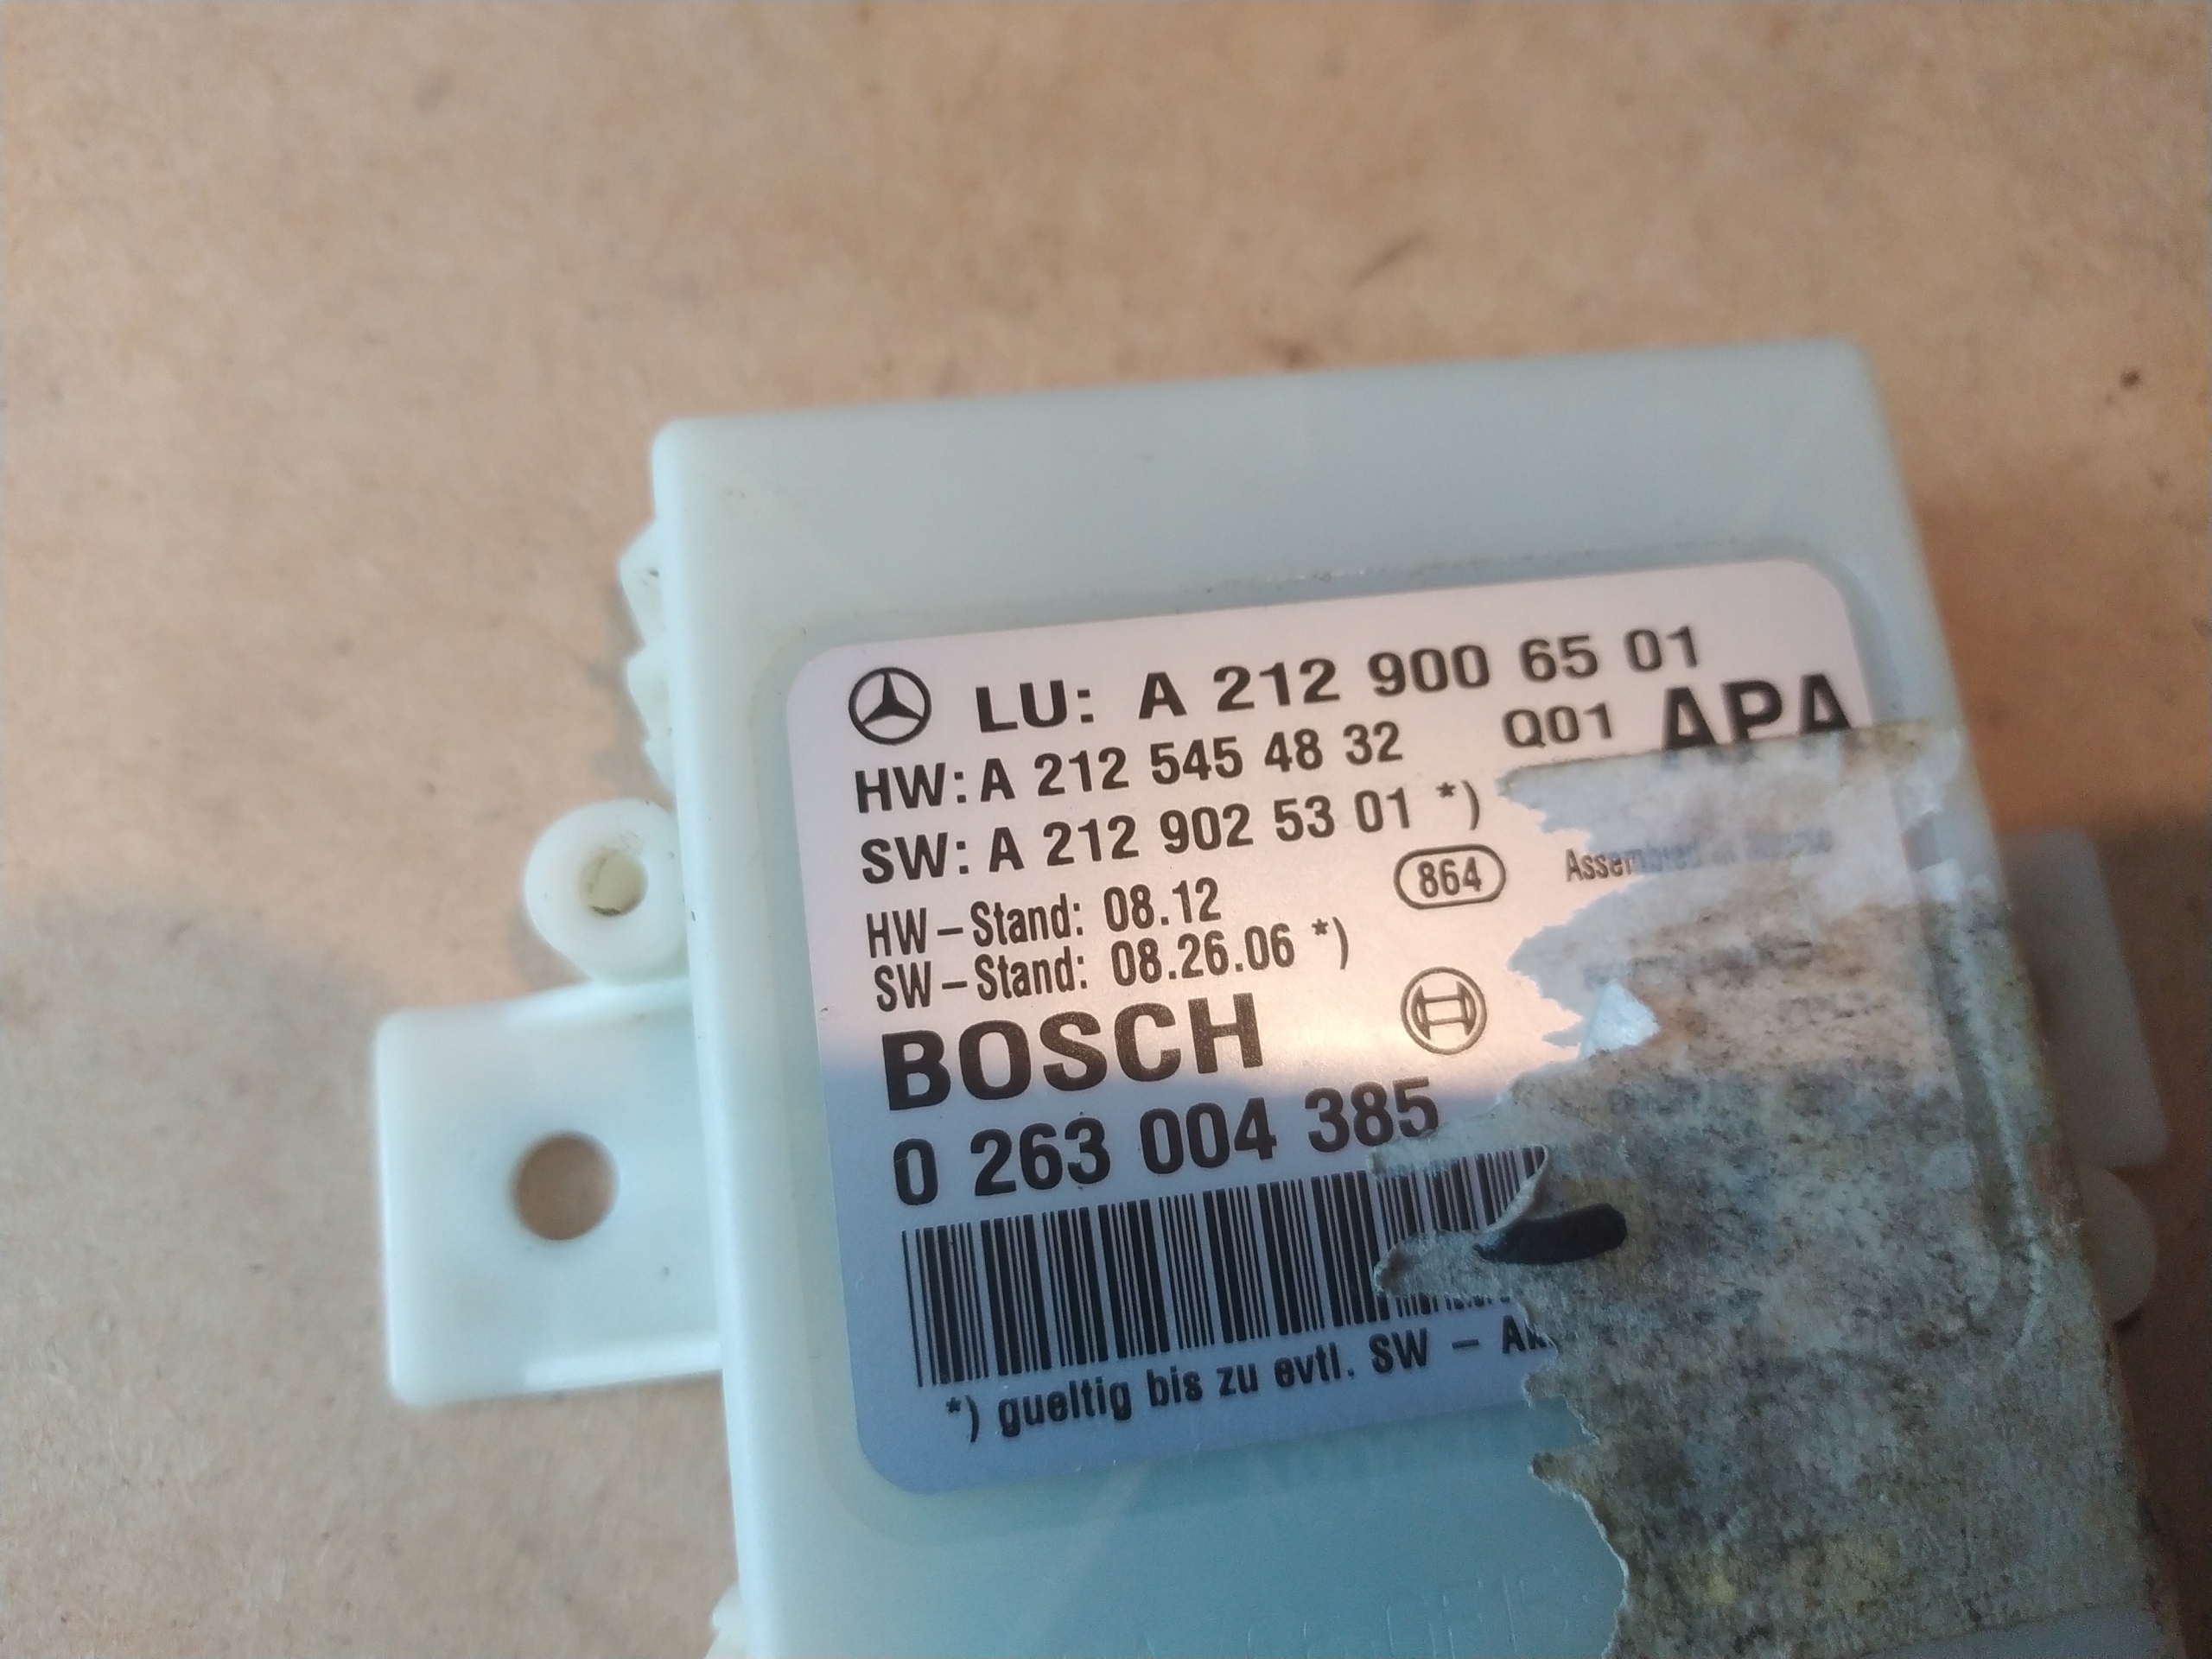 LU: A 212 900 65 01
HW: A 212 545 48 32 Q01 APA
SW: A 212 902 53 01 *)
HW-Stand: 08.12 864
SW-Stand: 08.26.06 *)
BOSCH
0 263 004 385
*) gueltig bis zu evtl. SW -